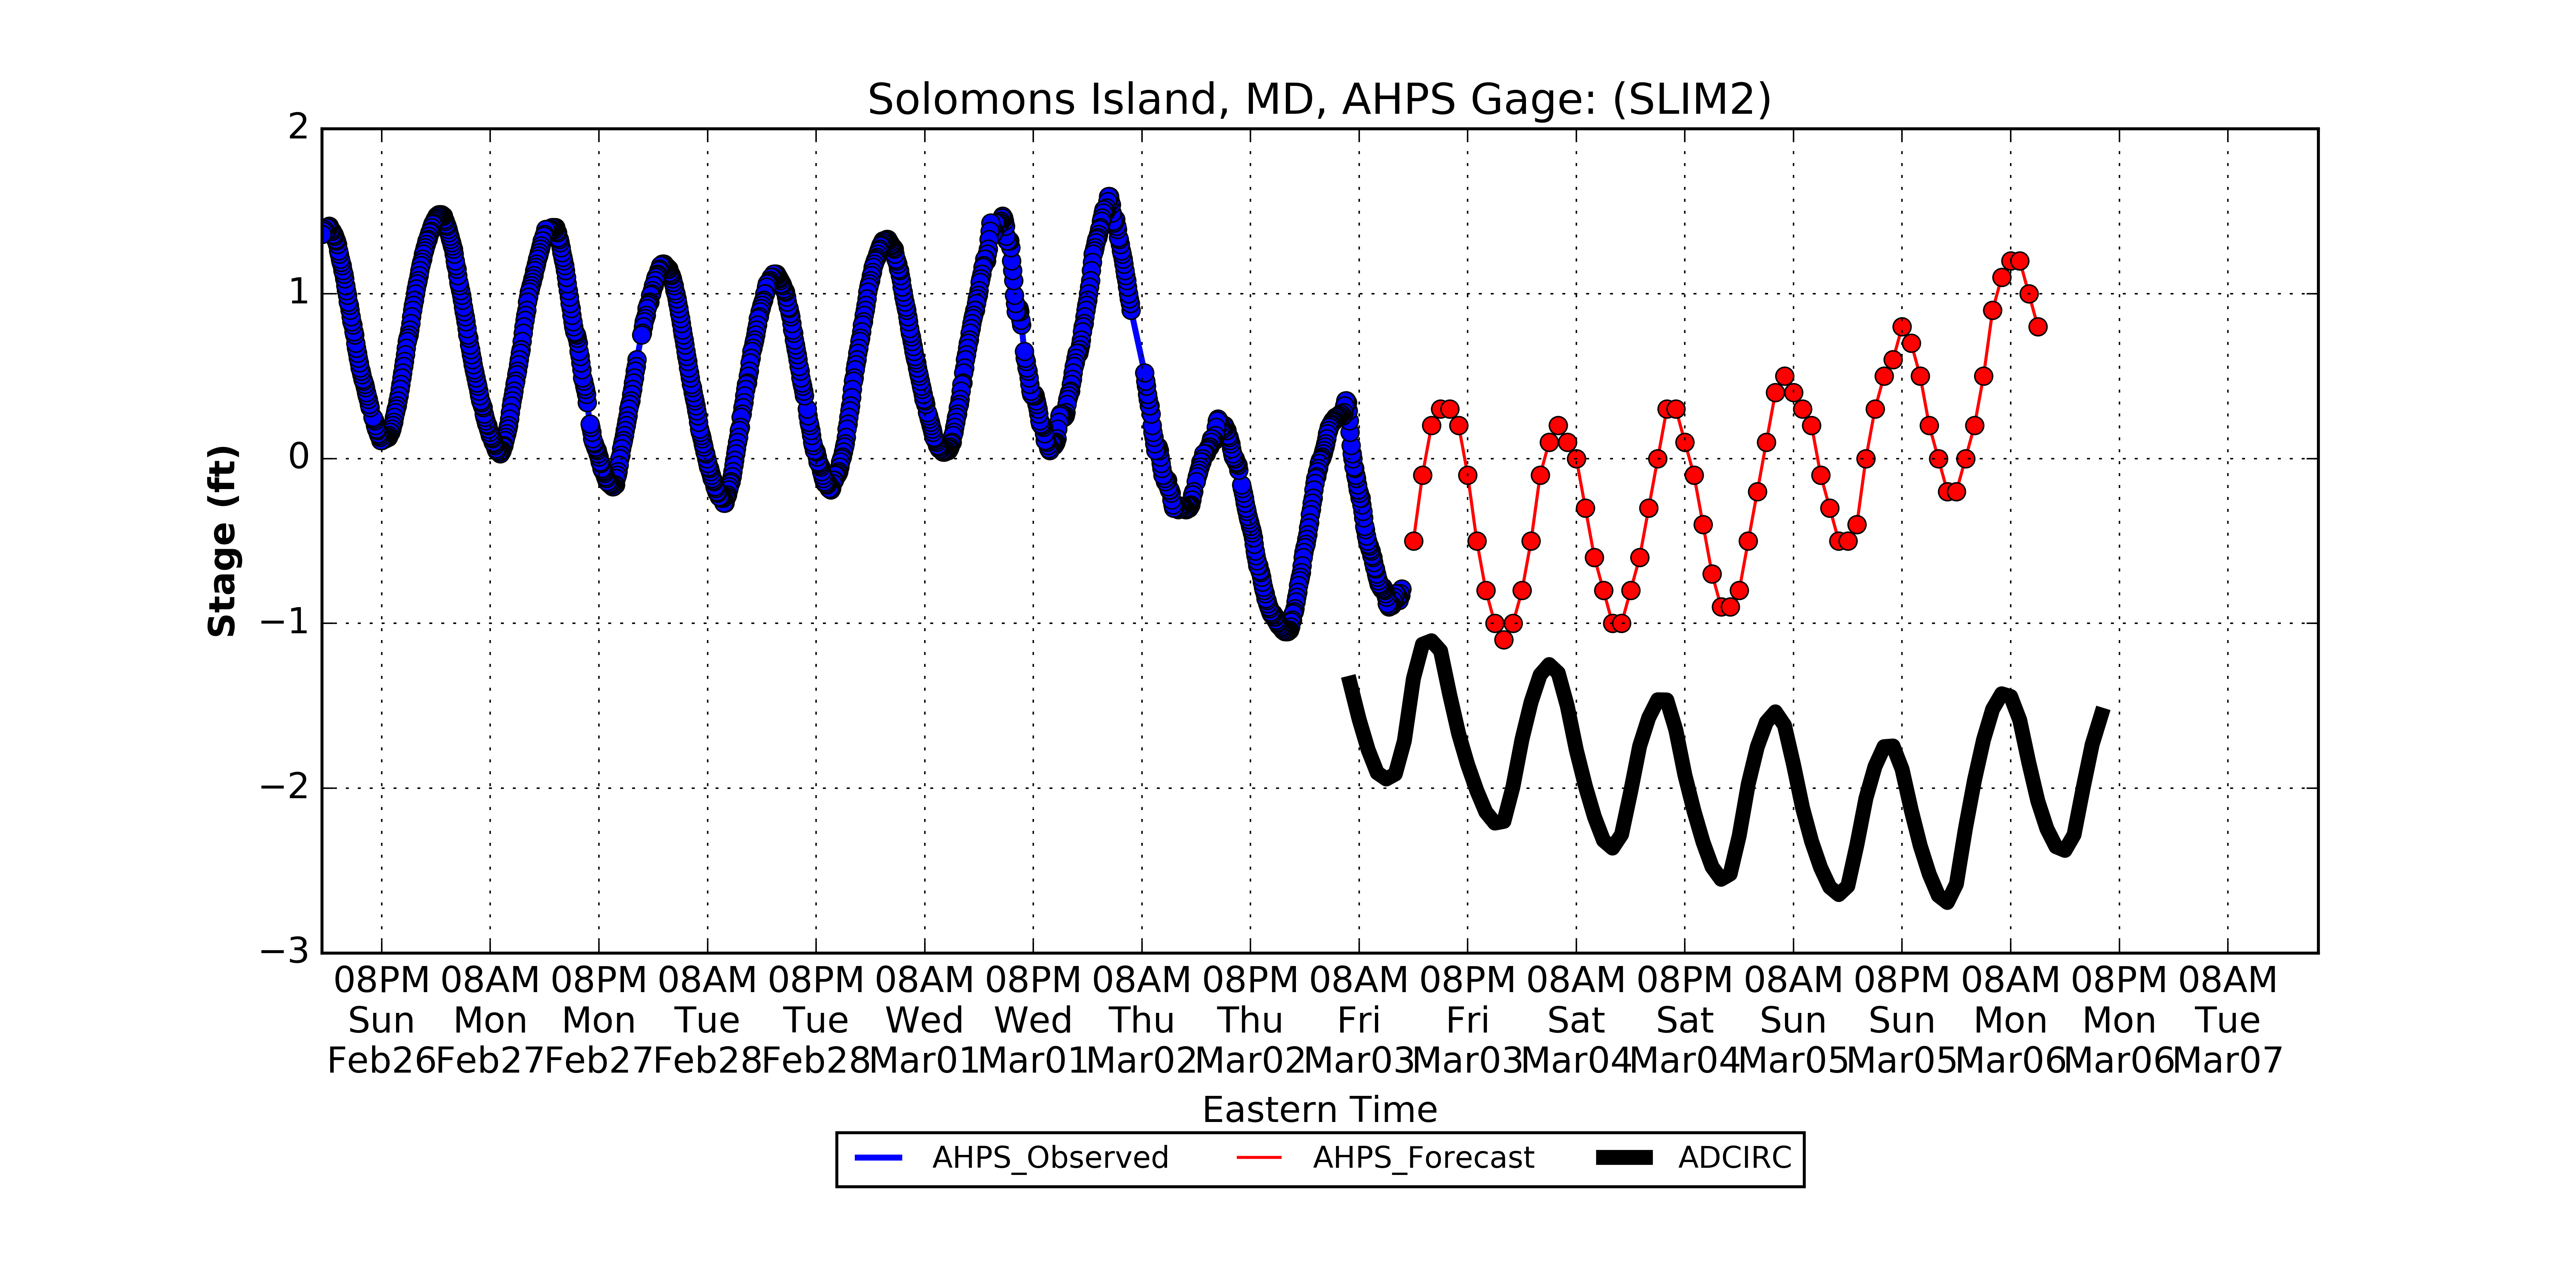 Solomons Island, MD, AHPS Gage: (SLIM2)
2
1
0
−1
−2
−3
Stage (ft)
08PM 08AM 08PM 08AM 08PM 08AM 08PM 08AM 08PM 08AM 08PM 08AM 08PM 08AM 08PM 08AM 08PM 08AM
Sun Mon Mon Tue Tue Wed Wed Thu Thu Fri Fri Sat Sat Sun Sun Mon Mon Tue
Feb26 Feb27 Feb27 Feb28 Feb28 Mar01 Mar01 Mar02 Mar02 Mar03 Mar03 Mar04 Mar04 Mar05 Mar05 Mar06 Mar06 Mar07
Eastern Time
AHPS_Observed AHPS_Forecast ADCIRC